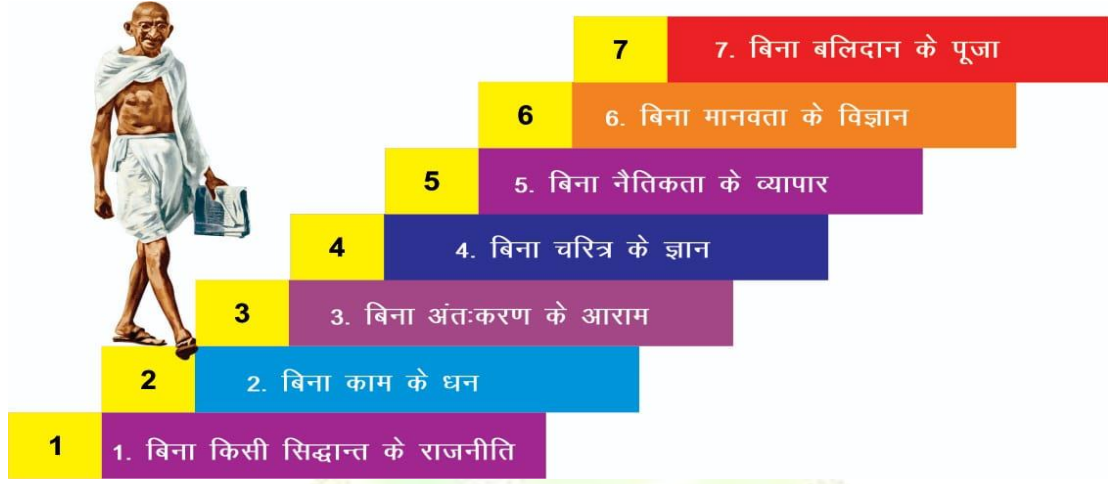 7 7. बिना बलिदान के पूजा
6 6. बिना मानवता के विज्ञान
5 5. बिना नैतिकता के व्यापार
4 4. बिना चरित्र के ज्ञान
3 3. बिना अंतःकरण के आराम
2 2. बिना काम के धन
1 1. बिना किसी सिद्धान्त के राजनीति